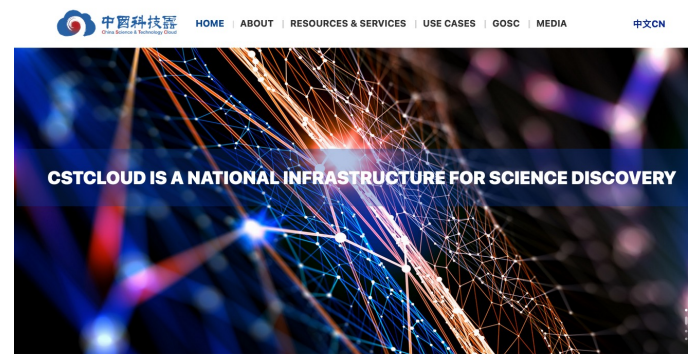 中国科技云
China Science & Technology Cloud
HOME | ABOUT | RESOURCES & SERVICES | USE CASES | GOSC | MEDIA
中文CN
CSTCLOUD IS A NATIONAL INFRASTRUCTURE FOR SCIENCE DISCOVERY